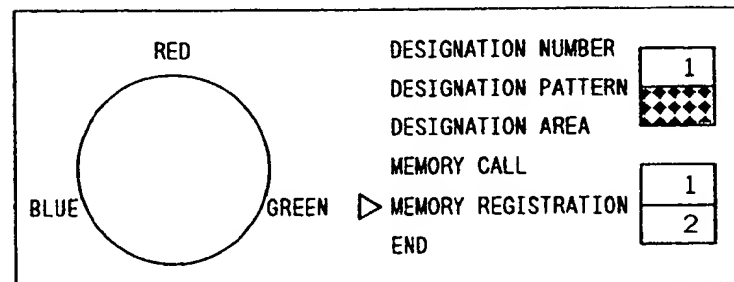 RED
BLUE
GREEN
DESIGNATION NUMBER 1
DESIGNATION PATTERN
DESIGNATION AREA
MEMORY CALL 1
MEMORY REGISTRATION 2
END